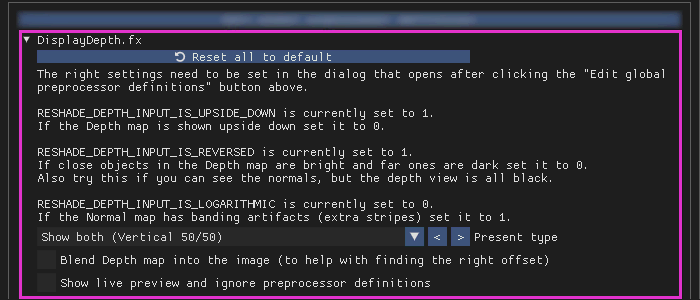 DisplayDepth.fx
Reset all to default
The right settings need to be set in the dialog that opens after clicking the "Edit global
preprocessor definitions" button above.
RESHADE_DEPTH_INPUT_IS_UPSIDE_DOWN is currently set to 1.
If the Depth map is shown upside down set it to 0.
RESHADE_DEPTH_INPUT_IS_REVERSED is currently set to 1.
If close objects in the Depth map are bright and far ones are dark set it to 0.
Also try this if you can see the normals, but the depth view is all black.
RESHADE_DEPTH_INPUT_IS_LOGARITHMIC is currently set to 0.
If the Normal map has banding artifacts (extra stripes) set it to 1.
Show both (Vertical 50/50) < > Present type
Blend Depth map into the image (to help with finding the right offset)
Show live preview and ignore preprocessor definitions